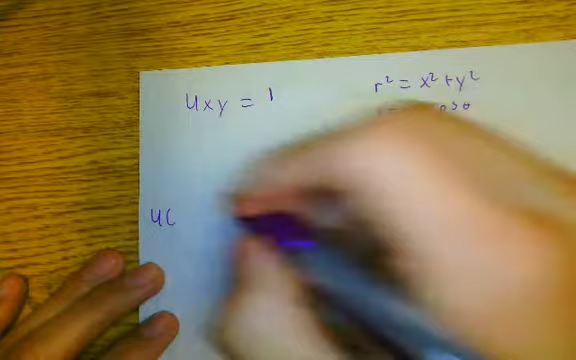 4xy = 1
r² = x² + y²
4(